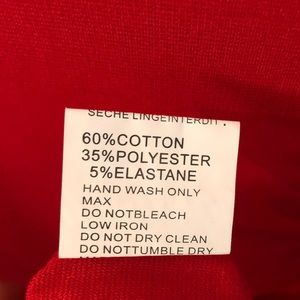 SECHE LINGEINTERDIT .
60%COTTON
35%POLYESTER
5%ELASTANE
HAND WASH ONLY
MAX
DO NOTBLEACH
LOW IRON
DO NOT DRY CLEAN
DO NOTTUMBLE DRY